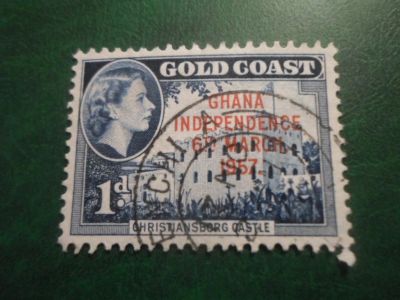 GOLD COAST
GHANA
INDEPENDENCE
6TH MARCH
1957.
1d.
CHRISTIANSBORG CASTLE